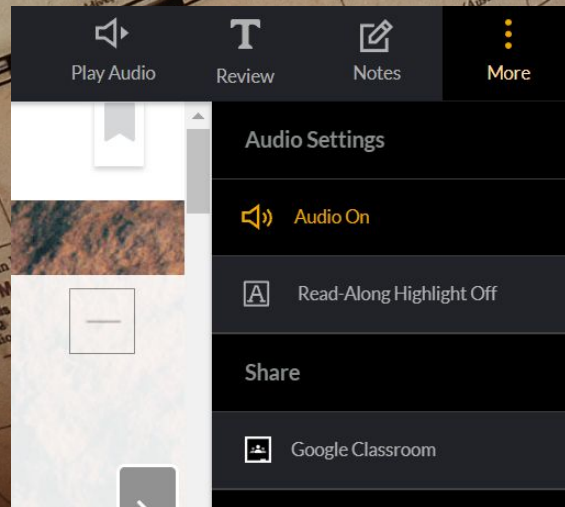 Play Audio
T
Review
Notes
More
Audio Settings
Audio On
A Read-Along Highlight Off
Share
Google Classroom